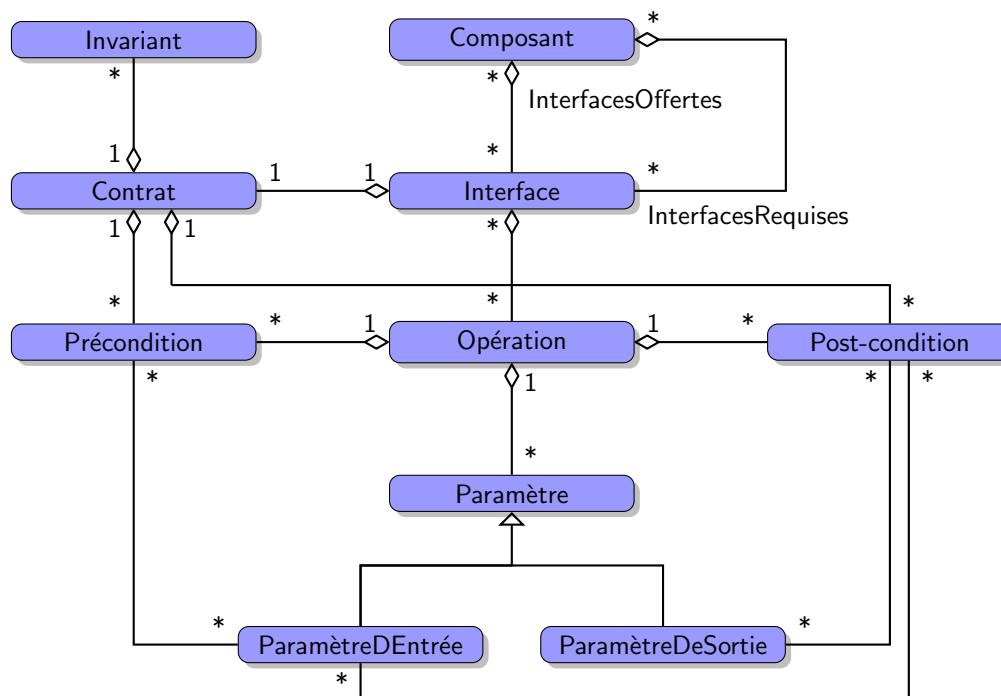 Invariant
Composant
*
*
*
InterfacesOffertes
1
*
*
1
1
Contrat
Interface
InterfacesRequises
1
1
*
*
*
*
*
1
1
*
Précondition
Opération
Post-condition
*
1
*
*
*
Paramètre
*
*
ParamètreDEntrée
ParamètreDeSortie
*